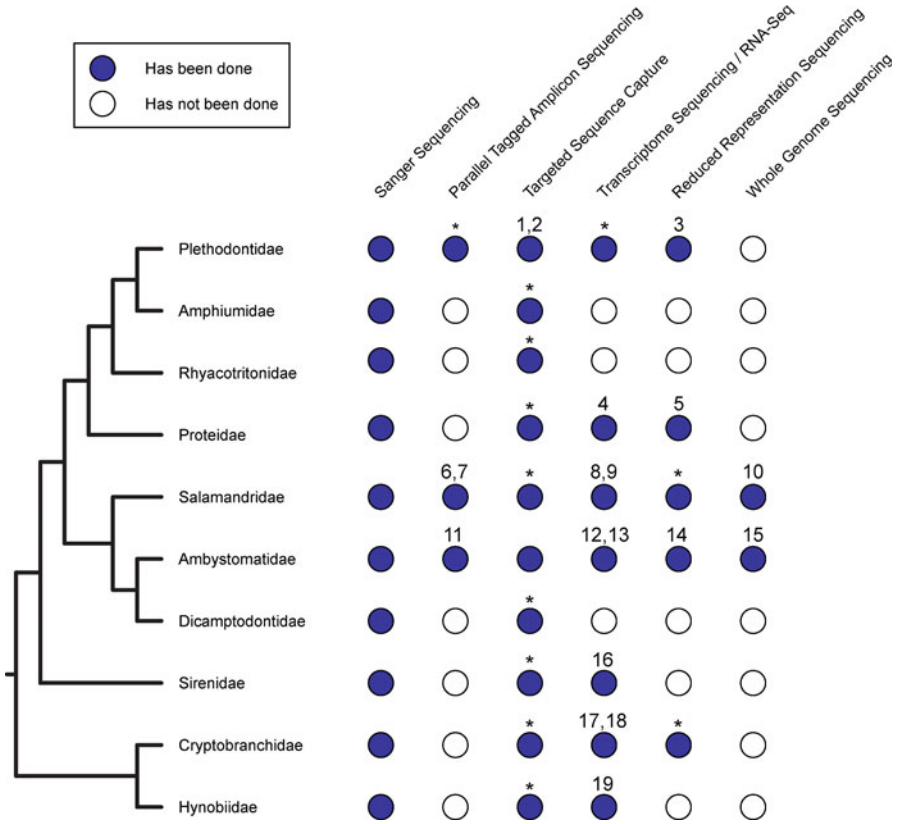 Has been done
Has not been done
Sanger Sequencing
Parallel Tagged Amplicon Sequencing
Targeted Sequence Capture
Transcriptome Sequencing / RNA-Seq
Reduced Representation Sequencing
Whole Genome Sequencing
* 1,2 * 3
Plethodontidae
*
Amphiumidae
*
Rhyacotritonidae
* 4 5
Proteidae
6,7 * 8,9 * 10
Salamandridae
11 12,13 14 15
Ambystomatidae
*
Dicamptodontidae
* 16
Sirenidae
* 17,18 *
Cryptobranchidae
* 19
Hynobiidae